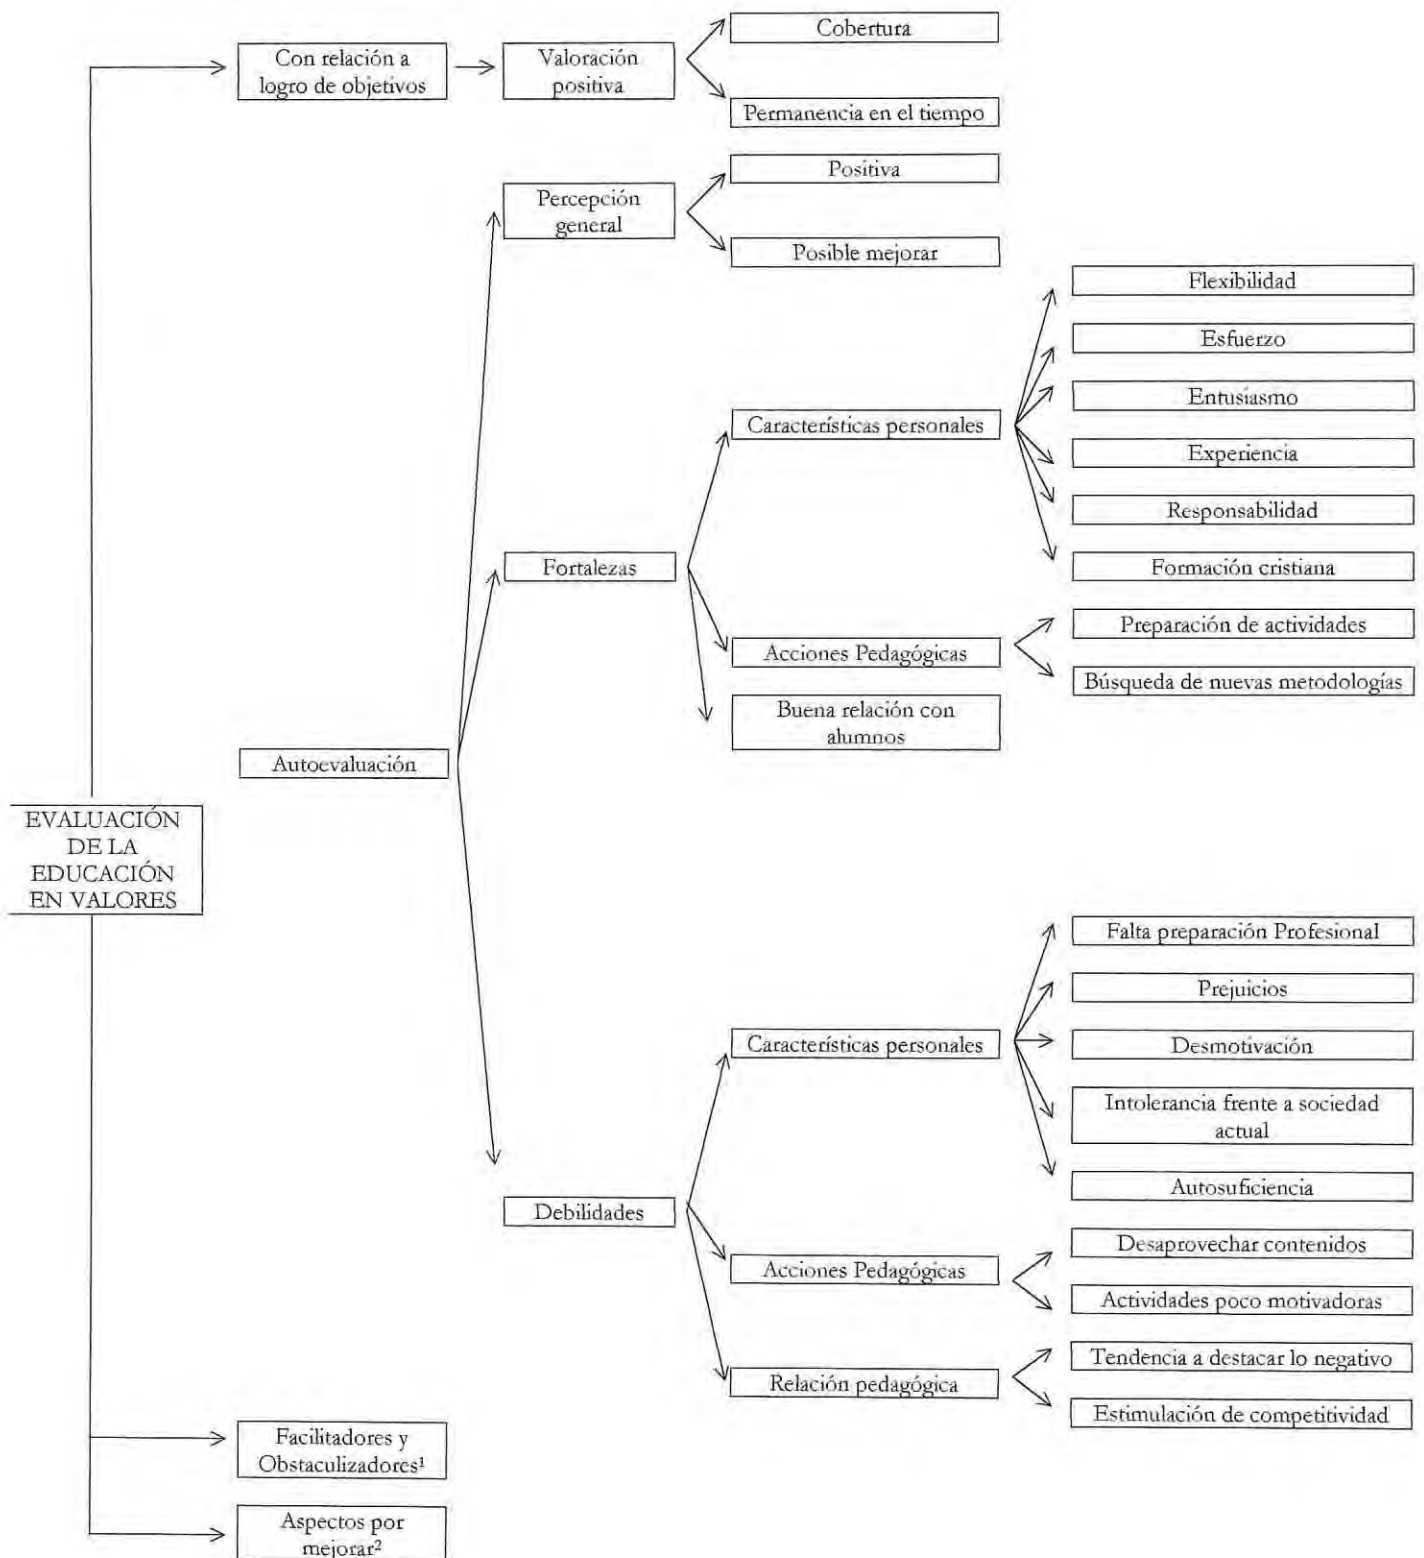 Cobertura
Con relación a
logro de objetivos
Valoración
positiva
Permanencia en el tiempo
Percepción
general
Positiva
Posible mejorar
Flexibilidad
Esfuerzo
Entusiasmo
Características personales
Experiencia
Responsabilidad
Fortalezas
Formación cristiana
Preparación de actividades
Acciones Pedagógicas
Búsqueda de nuevas metodologías
Buena relación con
alumnos
Autoevaluación
EVALUACIÓN
DE LA
EDUCACIÓN
EN VALORES
Falta preparación Profesional
Prejuicios
Características personales
Desmotivación
Intolerancia frente a sociedad
actual
Autosuficiencia
Debilidades
Desaprovechar contenidos
Acciones Pedagógicas
Actividades poco motivadoras
Tendencia a destacar lo negativo
Relación pedagógica
Estimulación de competitividad
Facilitadores y
Obstaculizadores¹
Aspectos por
mejorar²